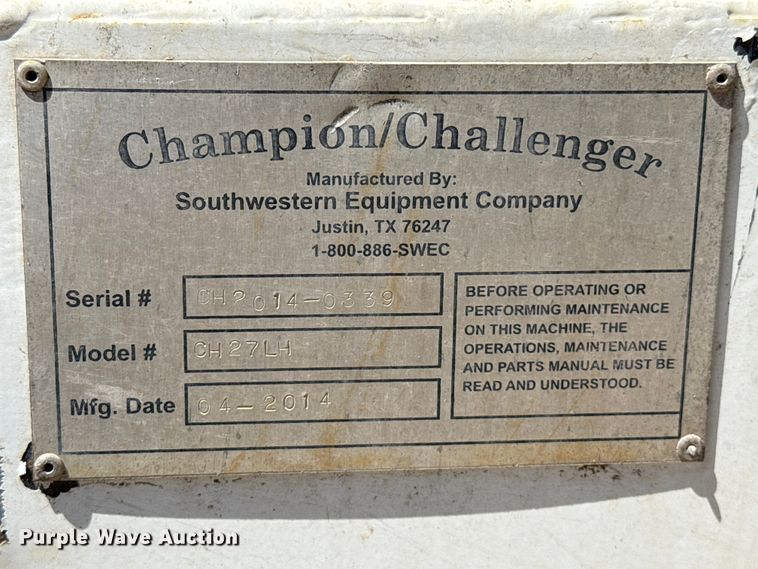 Champion/Challenger
Manufactured By:
Southwestern Equipment Company
Justin, TX 76247
1-800-886-SWEC
Serial # CH2014-0339
Model # CH27LH
Mfg. Date 04-2014
BEFORE OPERATING OR
PERFORMING MAINTENANCE
ON THIS MACHINE, THE
OPERATIONS, MAINTENANCE
AND PARTS MANUAL MUST BE
READ AND UNDERSTOOD.
Purple Wave Auction